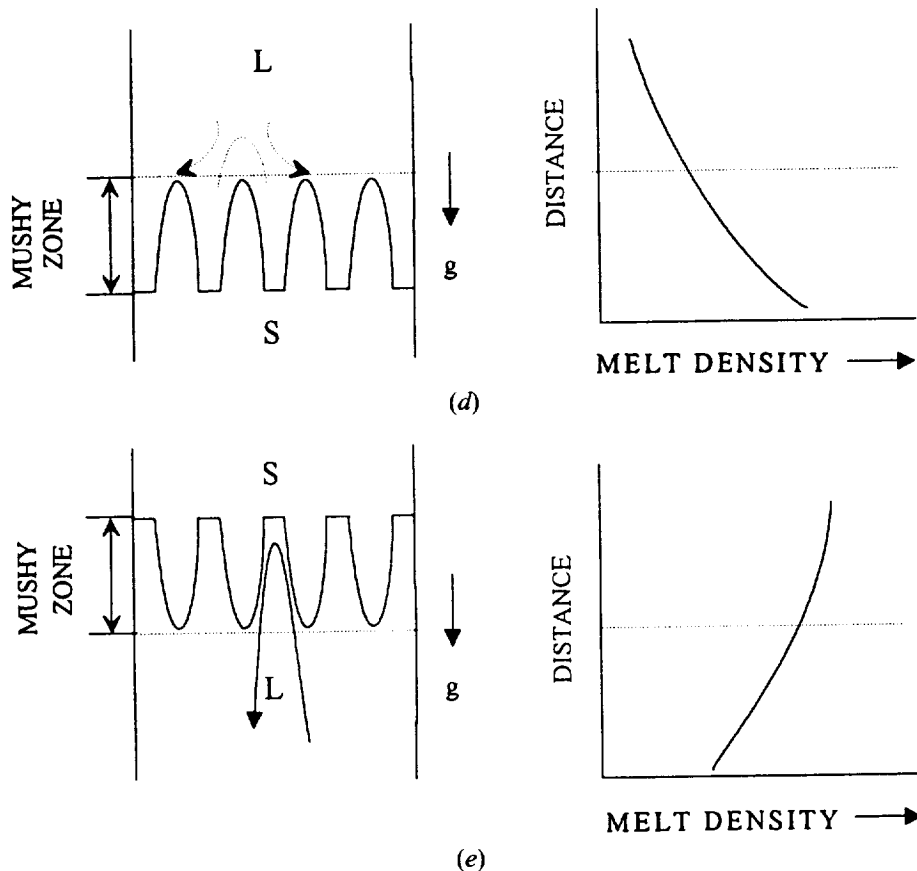 L
MUSHY
ZONE
g
S
DISTANCE
MELT DENSITY
(d)
S
MUSHY
ZONE
L
g
DISTANCE
MELT DENSITY
(e)